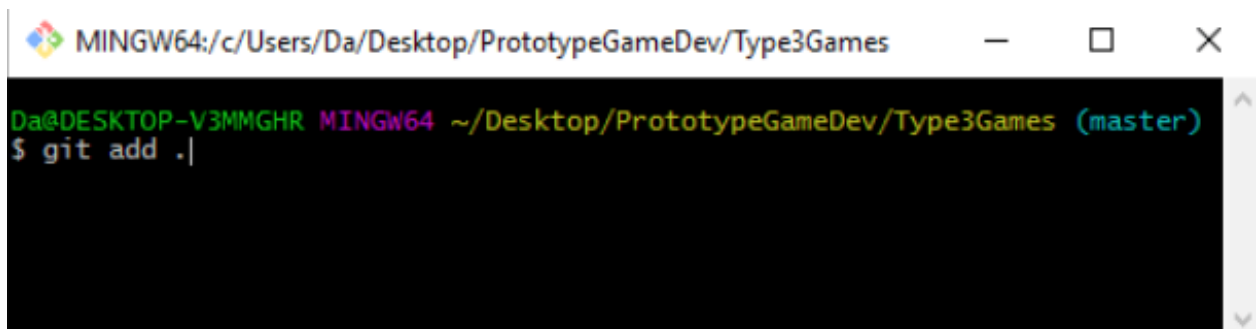 MINGW64:/c/Users/Da/Desktop/PrototypeGameDev/Type3Games
Da@DESKTOP-V3MMGHR MINGW64 ~/Desktop/PrototypeGameDev/Type3Games (master)
$ git add .